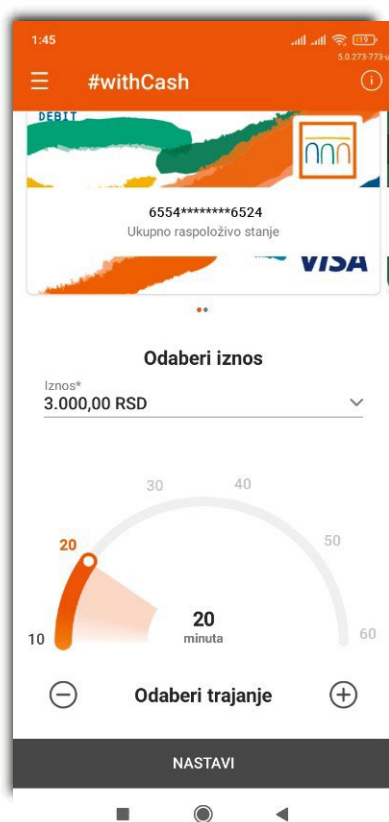 1:45
19
5.0.273-773-
#withCash
DEBIT
6554********6524
Ukupno raspoloživo stanje
VISA
Odaberi iznos
Iznos*
3.000,00 RSD
30
40
20
50
10
20
minuta
60
Odaberi trajanje
NASTAVI